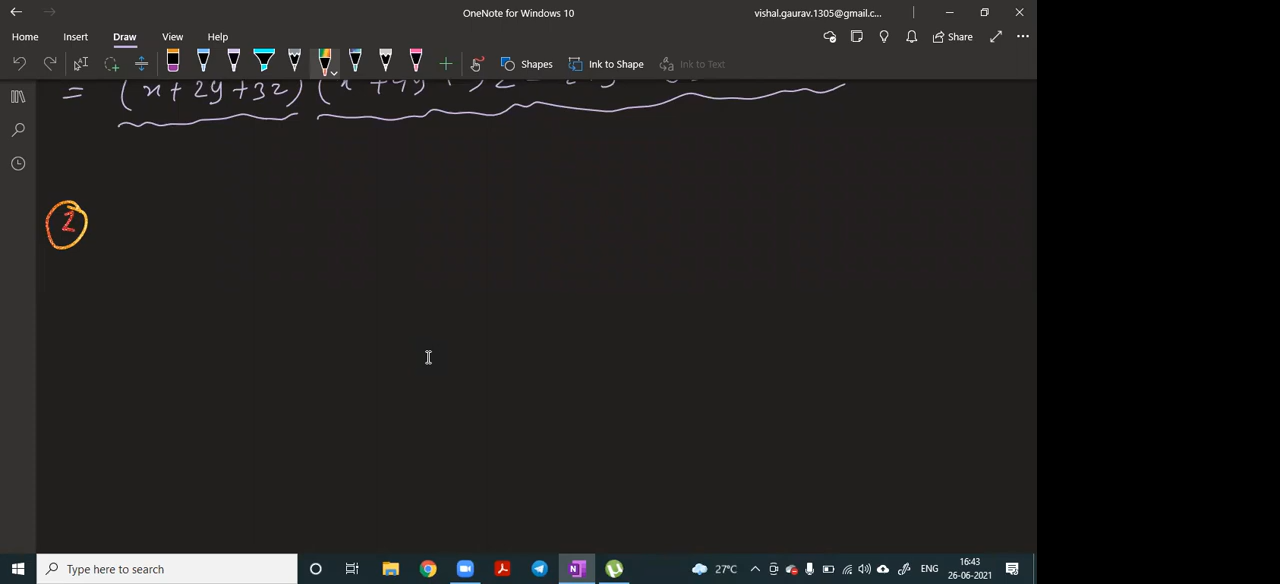 OneNote for Windows 10
vishal.gaurav.1305@gmail.c...
Home Insert Draw View Help
Share
Shapes Ink to Shape Ink to Text
= (x+2y+3z) (x
2
Type here to search
27°C ENG 16:43
26-06-2021